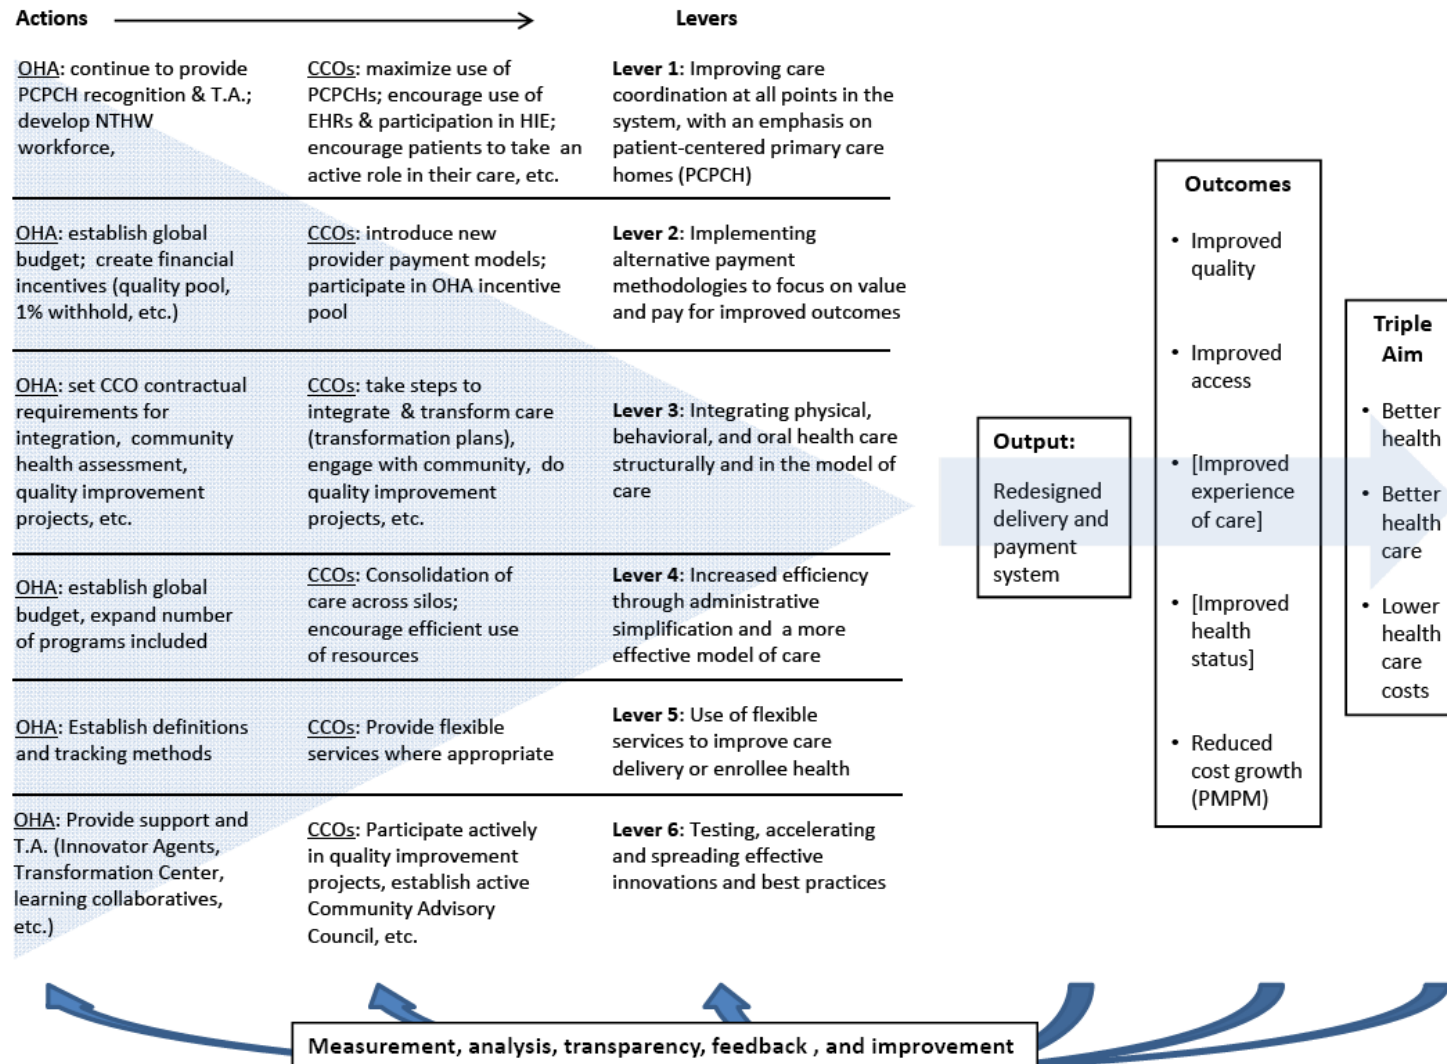 Actions
Levers
OHA: continue to provide
PCPCH recognition & T.A.;
develop NTHW
workforce,
CCOs: maximize use of
PCPCHs; encourage use of
EHRs & participation in HIE;
encourage patients to take an
active role in their care, etc.
Lever 1: Improving care
coordination at all points in the
system, with an emphasis on
patient-centered primary care
homes (PCPCH)
OHA: establish global
budget; create financial
incentives (quality pool,
1% withhold, etc.)
CCOs: introduce new
provider payment models;
participate in OHA incentive
pool
Lever 2: Implementing
alternative payment
methodologies to focus on value
and pay for improved outcomes
OHA: set CCO contractual
requirements for
integration, community
health assessment,
quality improvement
projects, etc.
CCOs: take steps to
integrate & transform care
(transformation plans),
engage with community, do
quality improvement
projects, etc.
Lever 3: Integrating physical,
behavioral, and oral health care
structurally and in the model of
care
OHA: establish global
budget, expand number
of programs included
CCOs: Consolidation of
care across silos;
encourage efficient use
of resources
Lever 4: Increased efficiency
through administrative
simplification and a more
effective model of care
OHA: Establish definitions
and tracking methods
CCOs: Provide flexible
services where appropriate
Lever 5: Use of flexible
services to improve care
delivery or enrollee health
OHA: Provide support and
T.A. (Innovator Agents,
Transformation Center,
learning collaboratives,
etc.)
CCOs: Participate actively
in quality improvement
projects, establish active
Community Advisory
Council, etc.
Lever 6: Testing, accelerating
and spreading effective
innovations and best practices
Output:
Redesigned
delivery and
payment
system
Outcomes
• Improved
quality
• Improved
access
• [Improved
experience
of care]
• [Improved
health
status]
• Reduced
cost growth
(PMPM)
Triple
Aim
• Better
health
• Better
health
care
• Lower
health
care
costs
Measurement, analysis, transparency, feedback , and improvement